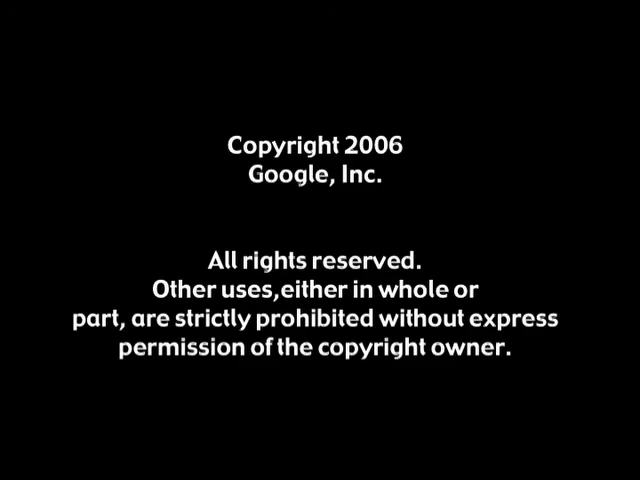 Copyright 2006
Google, Inc.
All rights reserved.
Other uses,either in whole or
part, are strictly prohibited without express
permission of the copyright owner.